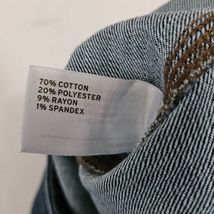 70% COTTON
20% POLYESTER
9% RAYON
1% SPANDEX